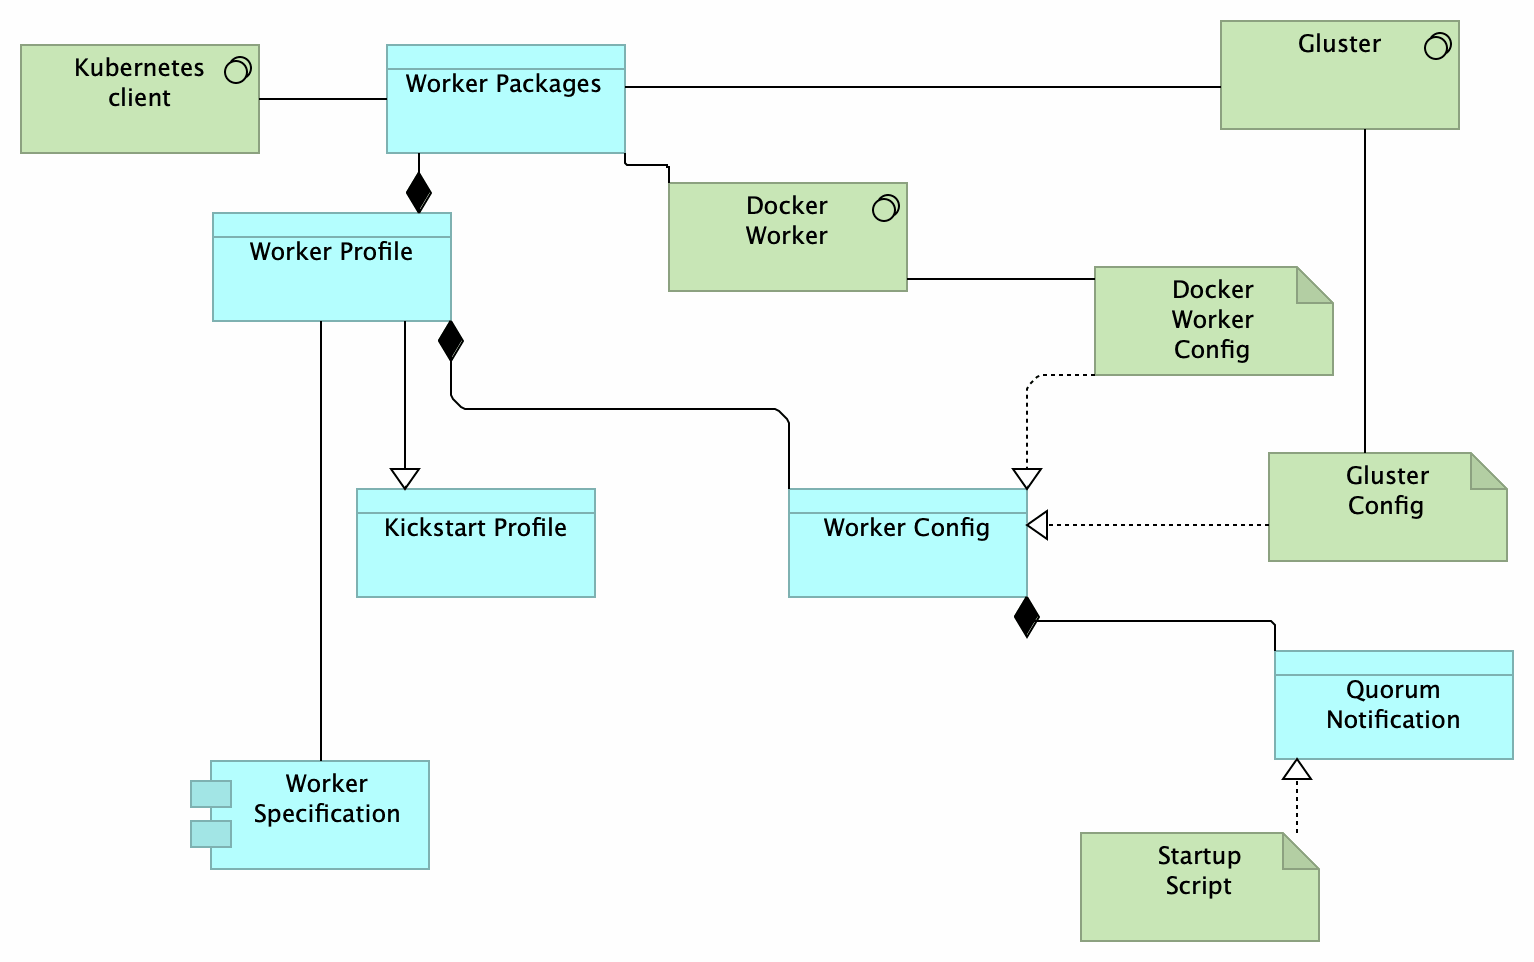 Kubernetes
client
Worker Packages
Gluster
Docker
Worker
Worker Profile
Docker
Worker
Config
Gluster
Config
Kickstart Profile
Worker Config
Quorum
Notification
Worker
Specification
Startup
Script